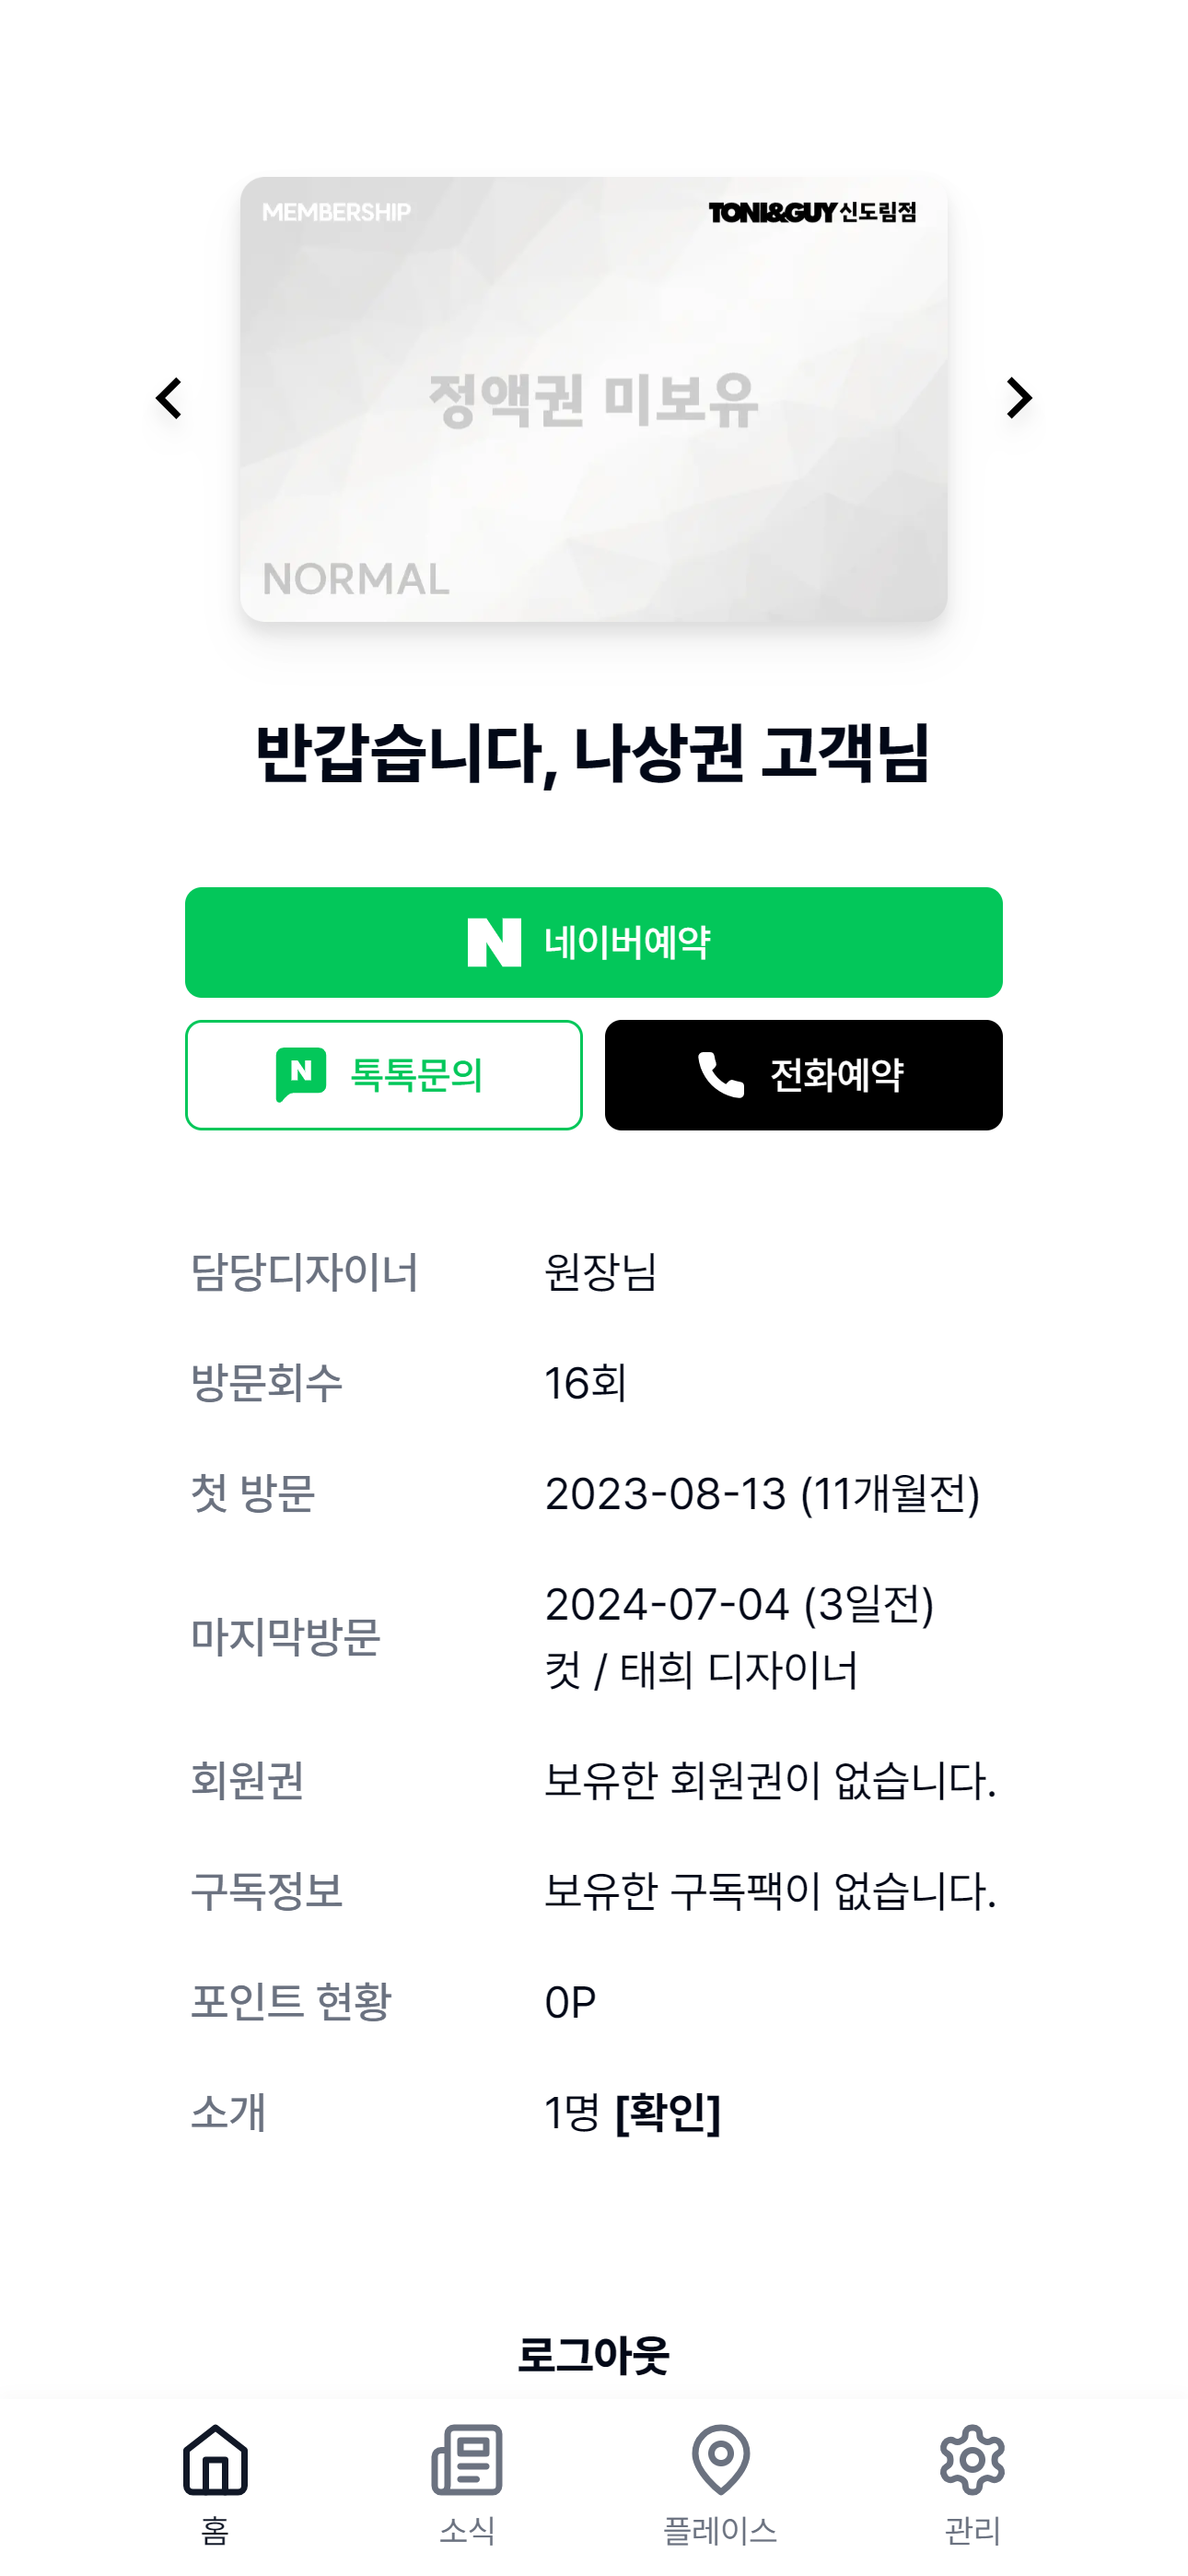 MEMBERSHIP
TONI&GUY신도림점
정액권 미보유
NORMAL
반갑습니다, 나상권 고객님
N 네이버예약
N 톡톡문의
전화예약
담당디자이너 원장님
방문회수 16회
첫 방문 2023-08-13 (11개월전)
마지막방문 2024-07-04 (3일전)
컷 / 태희 디자이너
회원권 보유한 회원권이 없습니다.
구독정보 보유한 구독팩이 없습니다.
포인트 현황 0P
소개 1명 [확인]
로그아웃
홈 소식 플레이스 관리